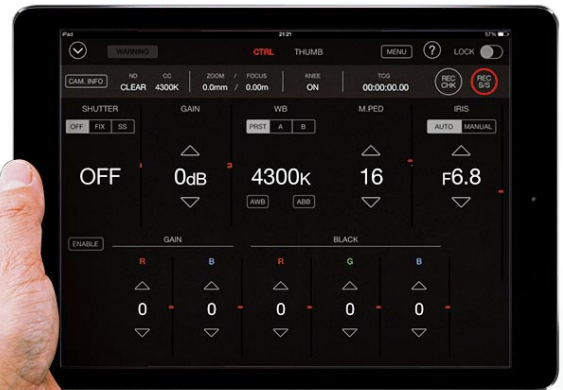 iPad 21:21 57%
WARNING CTRL THUMB MENU ? LOCK
CAM. INFO ND CC ZOOM / FOCUS KNEE TCG REC CHK REC S/S
CLEAR 4300K 0.0mm / 0.00m ON 00:00:00.00
SHUTTER GAIN WB M.PED IRIS
OFF FIX SS PRST A B AUTO MANUAL
OFF 0dB 4300K 16 F6.8
AWB ABB
ENABLE GAIN BLACK
R B R G B
0 0 0 0 0